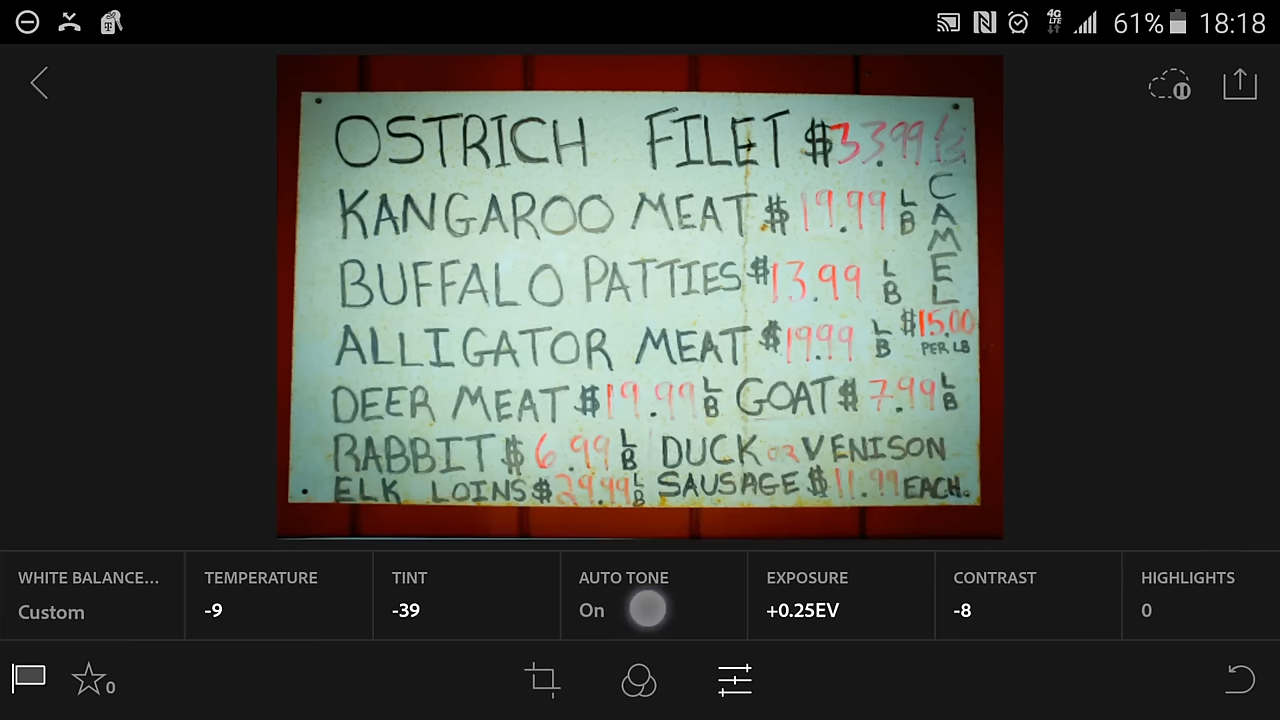 61% 18:18
OSTRICH FILET $33.99 LB
KANGAROO MEAT $19.99 LB
BUFFALO PATTIES $13.99 LB
ALLIGATOR MEAT $19.99 LB
CAMEL
$15.00
PER LB
DEER MEAT $19.99 LB GOAT $7.99 LB
RABBIT $6.99 LB DUCK OR VENISON
ELK LOINS $29.99 LB SAUSAGE $11.99 EACH.
WHITE BALANCE... TEMPERATURE TINT AUTO TONE EXPOSURE CONTRAST HIGHLIGHTS
Custom -9 -39 On +0.25EV -8 0
0